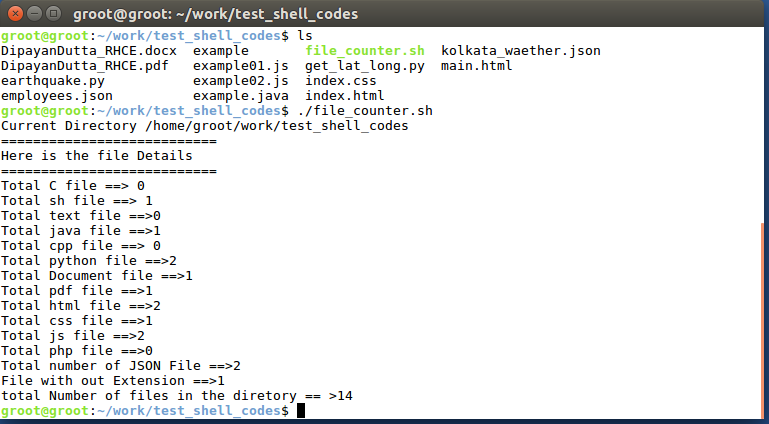 groot@groot: ~/work/test_shell_codes
groot@groot:~/work/test_shell_codes$ ls
DipayanDutta_RHCE.docx  example       file_counter.sh  kolkata_waether.json
DipayanDutta_RHCE.pdf   example01.js  get_lat_long.py  main.html
earthquake.py           example02.js  index.css
employees.json          example.java  index.html
groot@groot:~/work/test_shell_codes$ ./file_counter.sh
Current Directory /home/groot/work/test_shell_codes
===========================
Here is the file Details
===========================
Total C file ==> 0
Total sh file ==> 1
Total text file ==>0
Total java file ==>1
Total cpp file ==> 0
Total python file ==>2
Total Document file ==>1
Total pdf file ==>1
Total html file ==>2
Total css file ==>1
Total js file ==>2
Total php file ==>0
Total number of JSON File ==>2
File with out Extension ==>1
total Number of files in the diretory == >14
groot@groot:~/work/test_shell_codes$